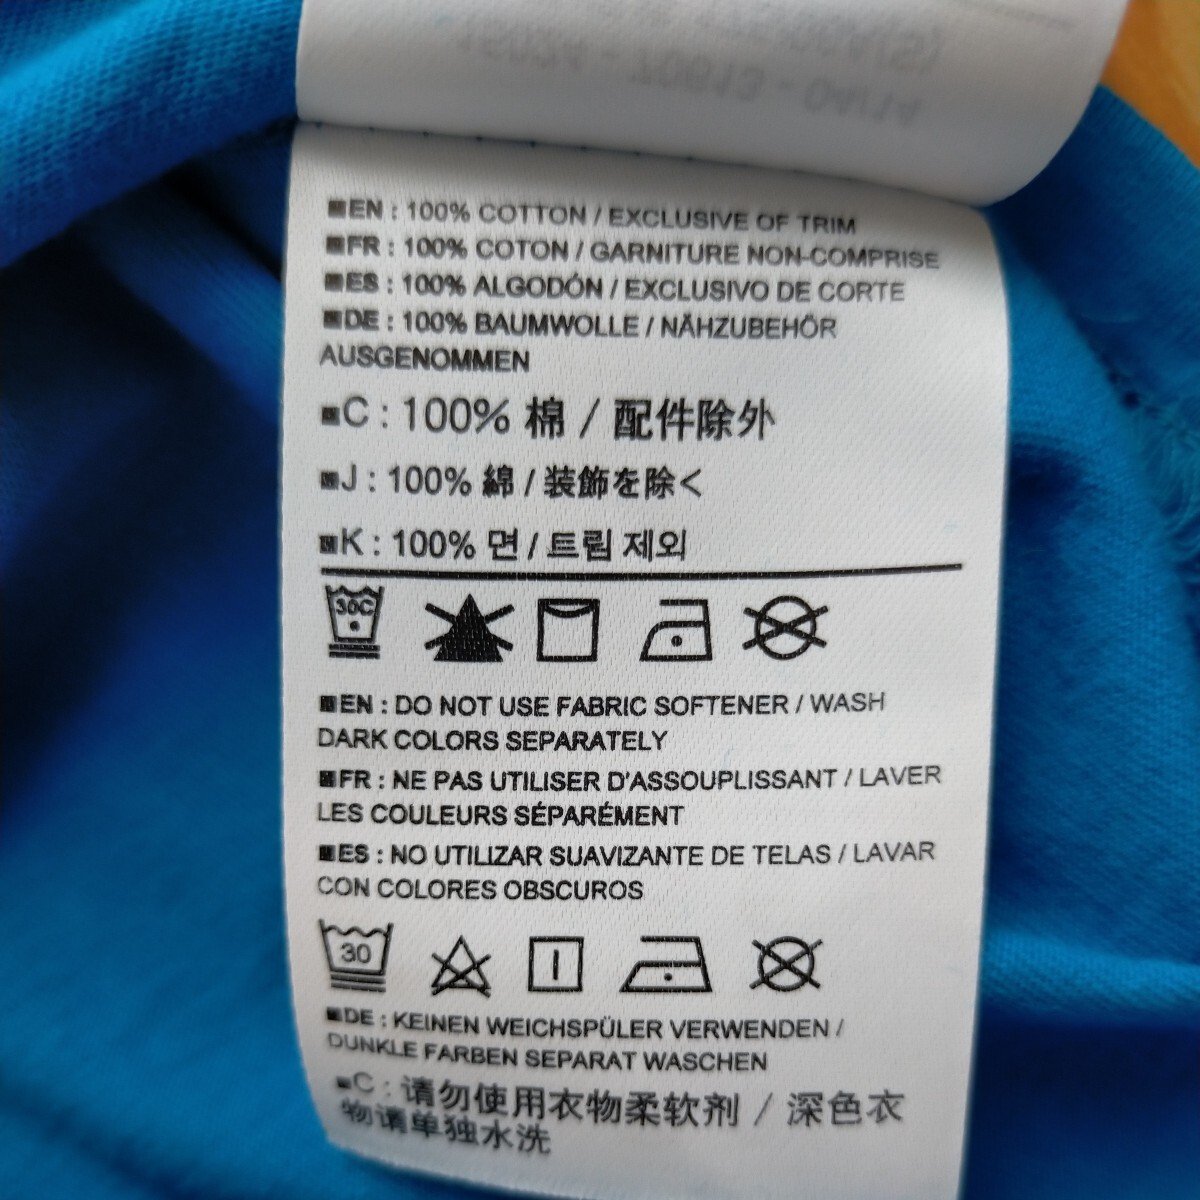 EN : 100% COTTON / EXCLUSIVE OF TRIM
FR : 100% COTON / GARNITURE NON-COMPRISE
ES : 100% ALGODÓN / EXCLUSIVO DE CORTE
DE : 100% BAUMWOLLE / NÄHZUBEHÖR
AUSGENOMMEN
C : 100% 棉 / 配件除外
J : 100% 綿 / 装飾を除く
K : 100% 면 / 트림 제외
30C
EN : DO NOT USE FABRIC SOFTENER / WASH
DARK COLORS SEPARATELY
FR : NE PAS UTILISER D'ASSOUPLISSANT / LAVER
LES COULEURS SÉPARÉMENT
ES : NO UTILIZAR SUAVIZANTE DE TELAS / LAVAR
CON COLORES OBSCUROS
30
DE : KEINEN WEICHSPÜLER VERWENDEN /
DUNKLE FARBEN SEPARAT WASCHEN
C : 请勿使用衣物柔软剂 / 深色衣
物请单独水洗